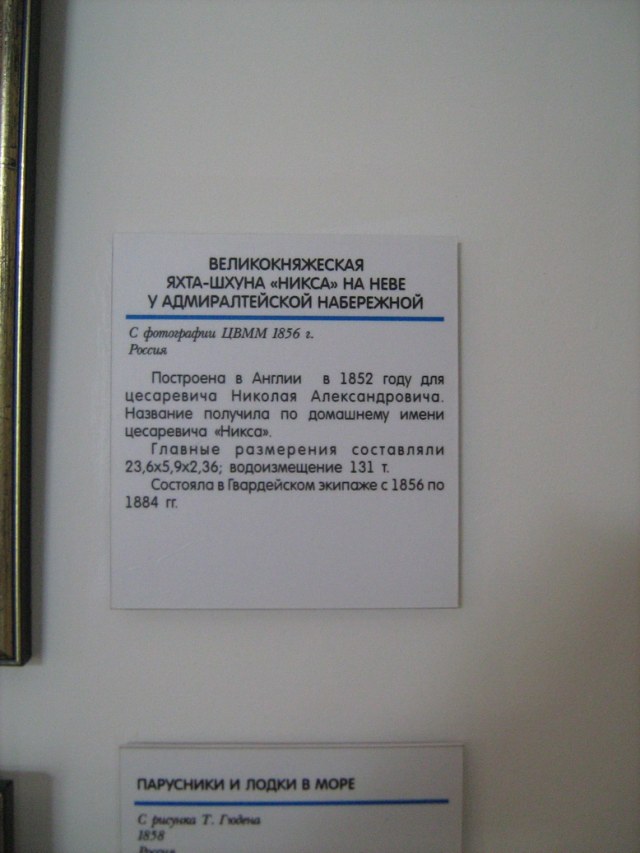 ВЕЛИКОКНЯЖЕСКАЯ
ЯХТА-ШХУНА «НИКСА» НА НЕВЕ
У АДМИРАЛТЕЙСКОЙ НАБЕРЕЖНОЙ
С фотографии ЦВММ 1856 г.
Россия
Построена в Англии в 1852 году для
цесаревича Николая Александровича.
Название получила по домашнему имени
цесаревича «Никса».
Главные размерения составляли
23,6х5,9х2,36; водоизмещение 131 т.
Состояла в Гвардейском экипаже с 1856 по
1884 гг.
ПАРУСНИКИ И ЛОДКИ В МОРЕ
С рисунка Т. Гюдена
1858
Россия